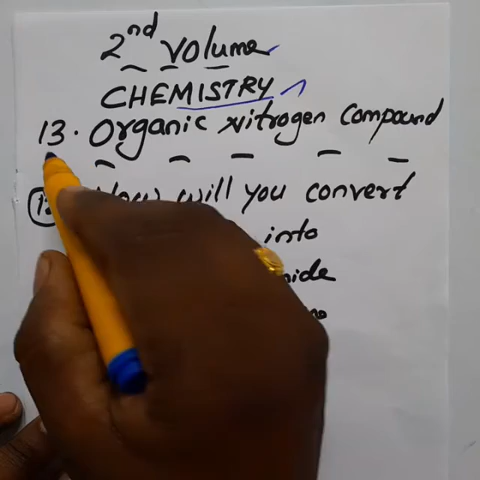 2nd volume
CHEMISTRY
13. Organic Nitrogen Compound
How will you convert
into